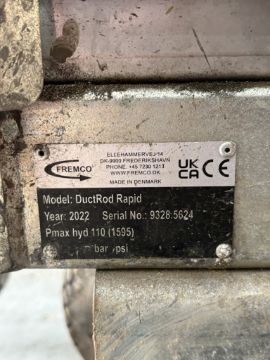 ELLEHAMMERVEJ 14
DK-9900 FREDERIKSHAVN
PHONE: +45 7230 1213
WWW.FREMCO.DK
MADE IN DENMARK
FREMCO
UK
CA CE
Model: DuctRod Rapid
Year: 2022 Serial No.: 9328.5624
Pmax hyd 110 (1595)
bar psi